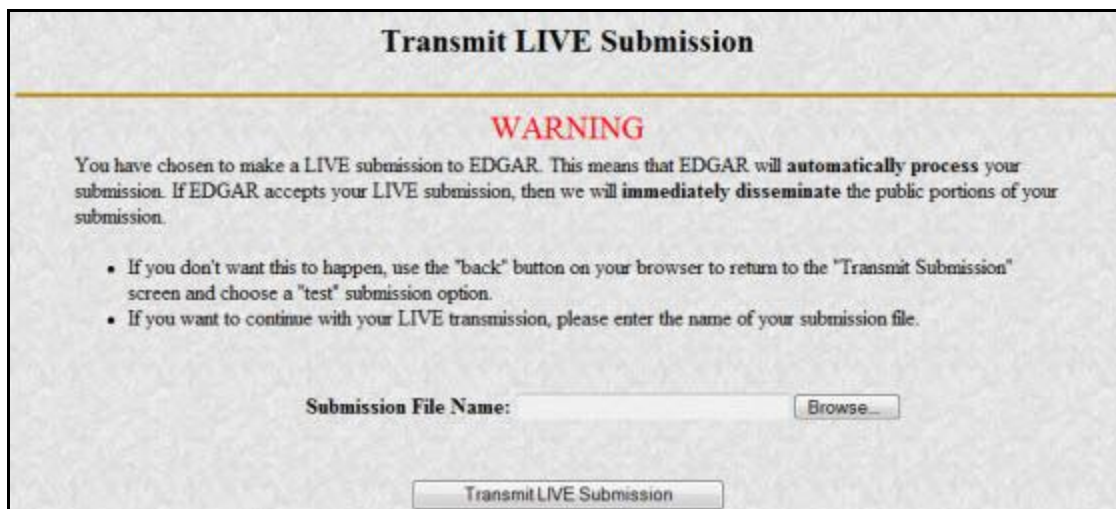 Transmit LIVE Submission
WARNING
You have chosen to make a LIVE submission to EDGAR. This means that EDGAR will automatically process your
submission. If EDGAR accepts your LIVE submission, then we will immediately disseminate the public portions of your
submission.
• If you don't want this to happen, use the "back" button on your browser to return to the "Transmit Submission"
screen and choose a "test" submission option.
• If you want to continue with your LIVE transmission, please enter the name of your submission file.
Submission File Name: Browse...
Transmit LIVE Submission